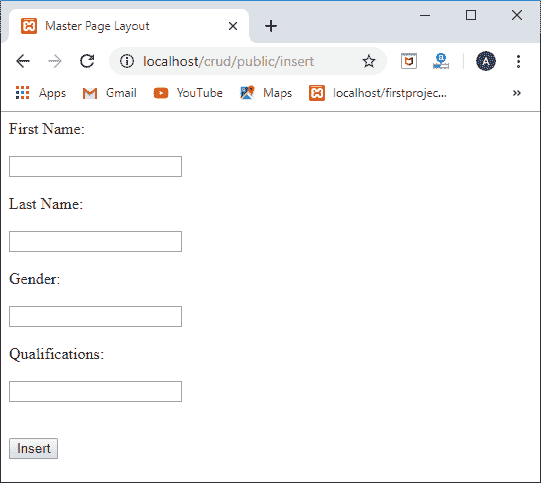 Master Page Layout
localhost/crud/public/insert
A
Apps Gmail YouTube Maps localhost/firstprojec...
First Name:
Last Name:
Gender:
Qualifications:
Insert